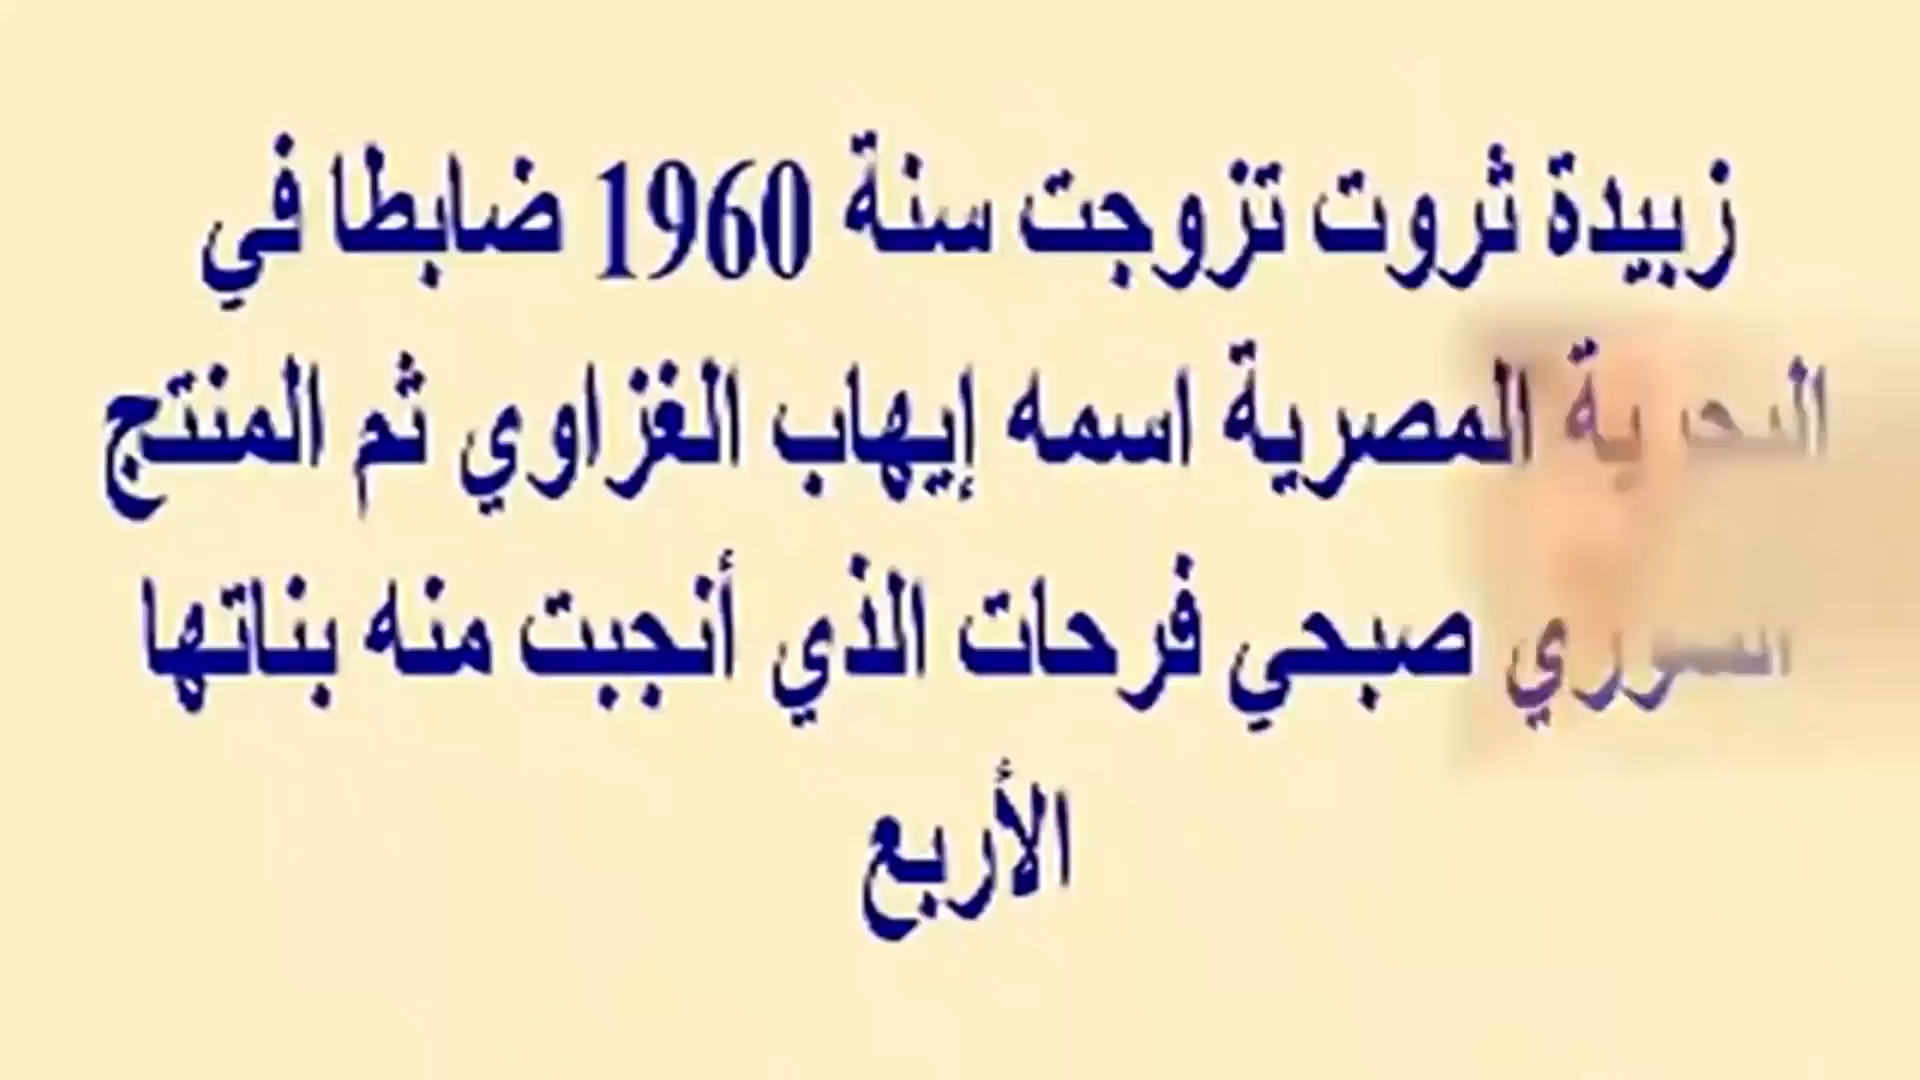 زبيدة ثروت تزوجت سنة 1960 ضابطا في
البحرية المصرية اسمه إيهاب الغزاوي ثم المنتج
السوري صبحي فرحات الذي أنجبت منه بناتها
الأربع